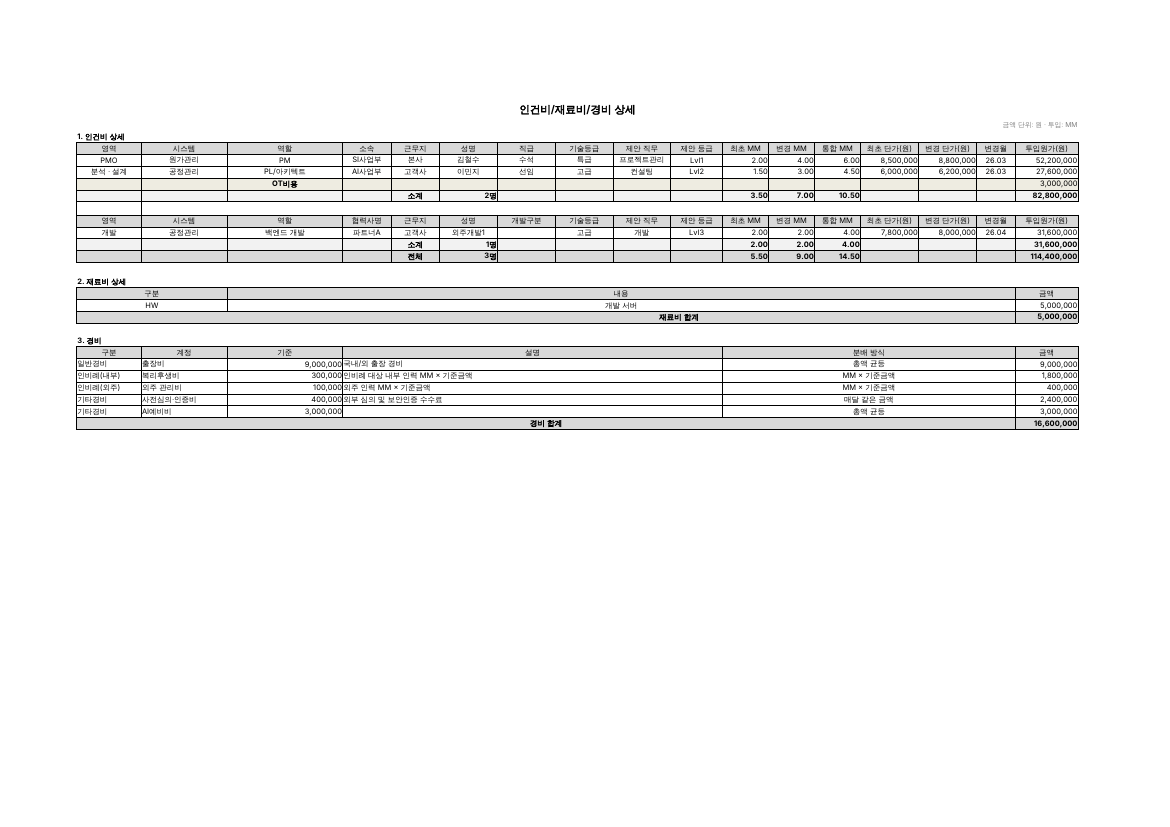 인건비/재료비/경비 상세
금액 단위: 원 · 투입: MM
1. 인건비 상세
영역 시스템 역할 소속 근무지 성명 직급 기술등급 제안 직무 제안 등급 최초 MM 변경 MM 통합 MM 최초 단가(원) 변경 단가(원) 변경월 투입원가(원)
PMO 원가관리 PM SI사업부 본사 김철수 수석 특급 프로젝트관리 Lvl1 2.00 4.00 6.00 8,500,000 8,800,000 26.03 52,200,000
분석 · 설계 공정관리 PL/아키텍트 AI사업부 고객사 이민지 선임 고급 컨설팅 Lvl2 1.50 3.00 4.50 6,000,000 6,200,000 26.03 27,600,000
OT비용 3,000,000
소계 2명 3.50 7.00 10.50 82,800,000
영역 시스템 역할 협력사명 근무지 성명 개발구분 기술등급 제안 직무 제안 등급 최초 MM 변경 MM 통합 MM 최초 단가(원) 변경 단가(원) 변경월 투입원가(원)
개발 공정관리 백엔드 개발 파트너A 고객사 외주개발1 고급 개발 Lvl3 2.00 2.00 4.00 7,800,000 8,000,000 26.04 31,600,000
소계 1명 2.00 2.00 4.00 31,600,000
전체 3명 5.50 9.00 14.50 114,400,000
2. 재료비 상세
구분 내용 금액
HW 개발 서버 5,000,000
재료비 합계 5,000,000
3. 경비
구분 계정 기준 설명 분배 방식 금액
일반경비 출장비 9,000,000 국내/외 출장 경비 총액 균등 9,000,000
인비례(내부) 복리후생비 300,000 인비례 대상 내부 인력 MM × 기준금액 MM × 기준금액 1,800,000
인비례(외주) 외주 관리비 100,000 외주 인력 MM × 기준금액 MM × 기준금액 400,000
기타경비 사전심의·인증비 400,000 외부 심의 및 보안인증 수수료 매달 같은 금액 2,400,000
기타경비 AI예비비 3,000,000 총액 균등 3,000,000
경비 합계 16,600,000